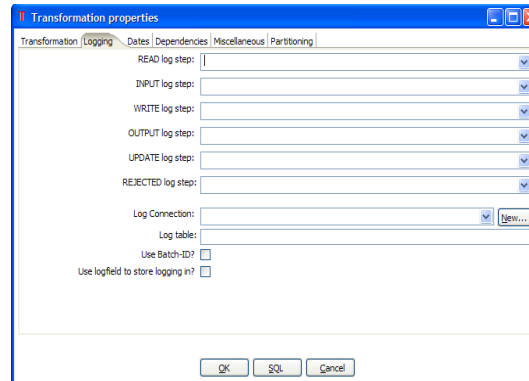 Transformation properties
Transformation Logging Dates Dependencies Miscellaneous Partitioning
READ log step:
INPUT log step:
WRITE log step:
OUTPUT log step:
UPDATE log step:
REJECTED log step:
Log Connection: New...
Log table:
Use Batch-ID?
Use logfield to store logging in?
OK SQL Cancel